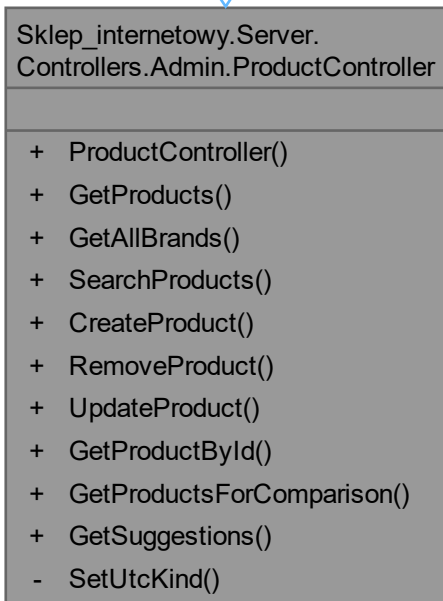 Sklep_internetowy.Server.
Controllers.Admin.ProductController
+ ProductController()
+ GetProducts()
+ GetAllBrands()
+ SearchProducts()
+ CreateProduct()
+ RemoveProduct()
+ UpdateProduct()
+ GetProductById()
+ GetProductsForComparison()
+ GetSuggestions()
- SetUtcKind()